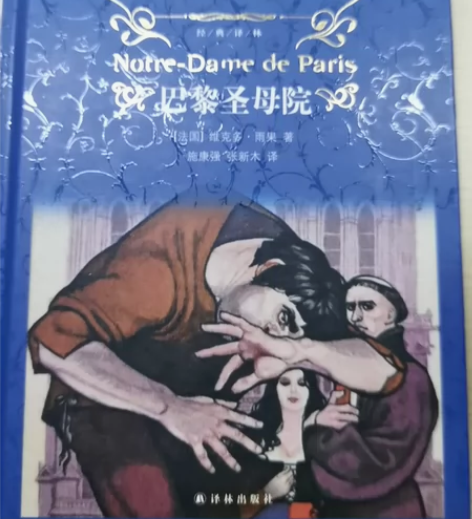 经/典/译/林
Notre-Dame de Paris
巴黎圣母院
[法国] 维克多·雨果 著
施康强 张新木 译
译林出版社